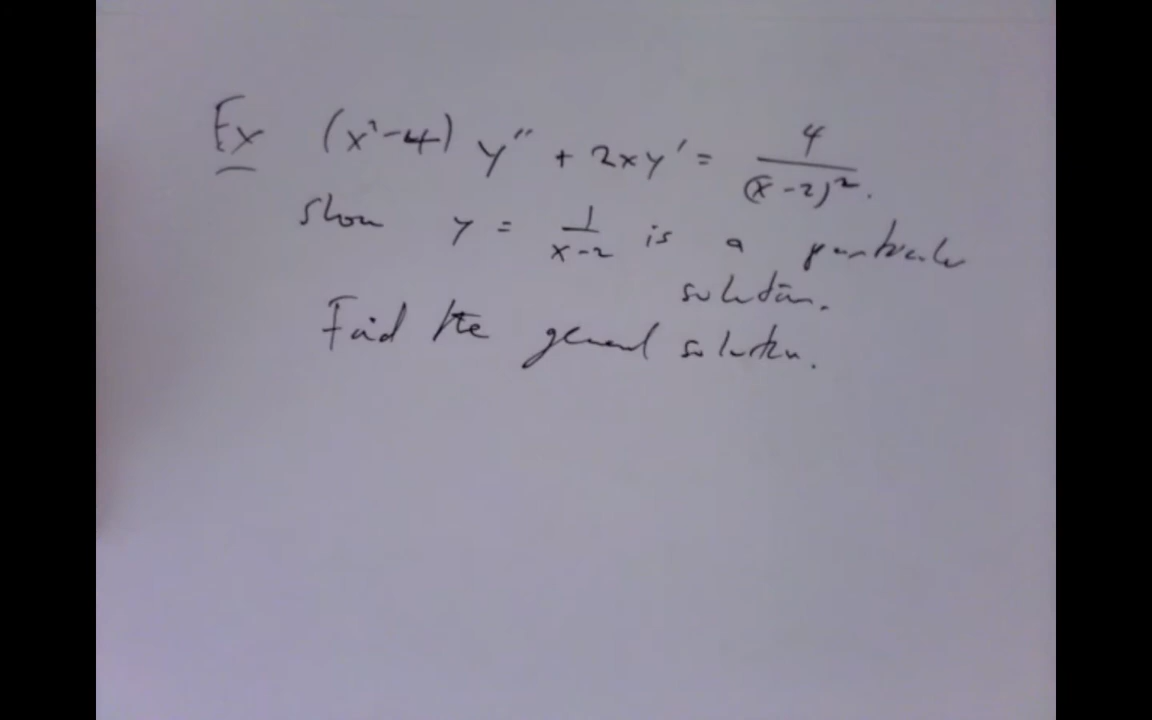 Ex (x²-4) y" + 2xy' = 4/(x-2)².
Show y = 1/(x-2) is a particular
solution.
Find the general solution.